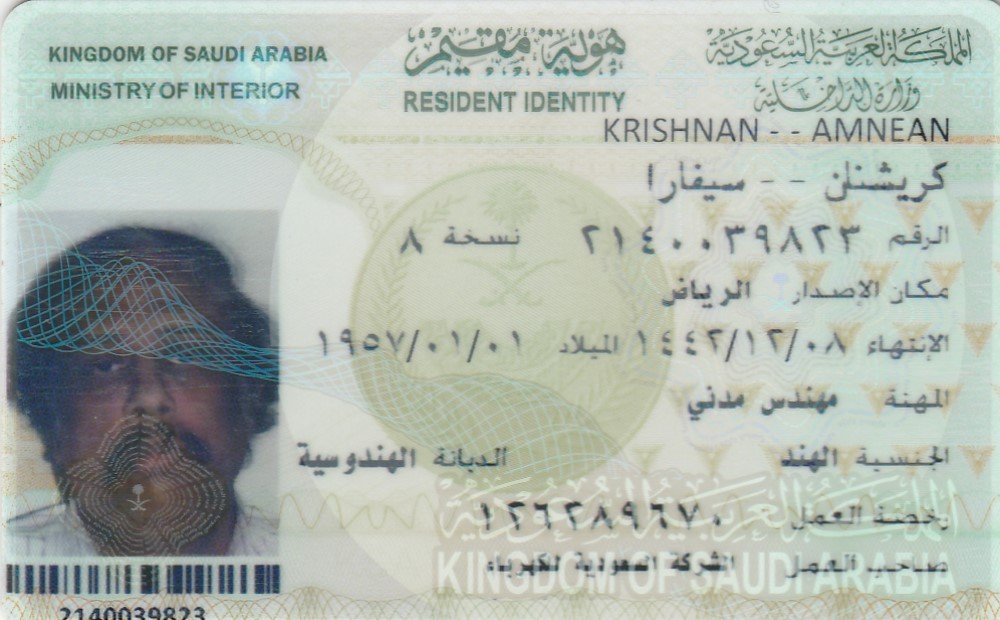 KINGDOM OF SAUDI ARABIA
MINISTRY OF INTERIOR
هوية مقيم
RESIDENT IDENTITY
المملكة العربية السعودية
وزارة الداخلية
KRISHNAN - - AMNEAN
كريشنان - - سيفارا
الرقم ٢١٤٠٠٣٩٨٢٣ نسخة ٨
مكان الإصدار الرياض
الإنتهاء ١٤٤٢/١٢/٠٨ الميلاد ١٩٥٧/٠١/٠١
المهنة مهندس مدني
الجنسية الهند الديانة الهندوسية
المملكة العربية السعودية
رخصة العمل
صاحب العمل الشركة السعودية للكهرباء
KINGDOM OF SAUDI ARABIA
2140039823